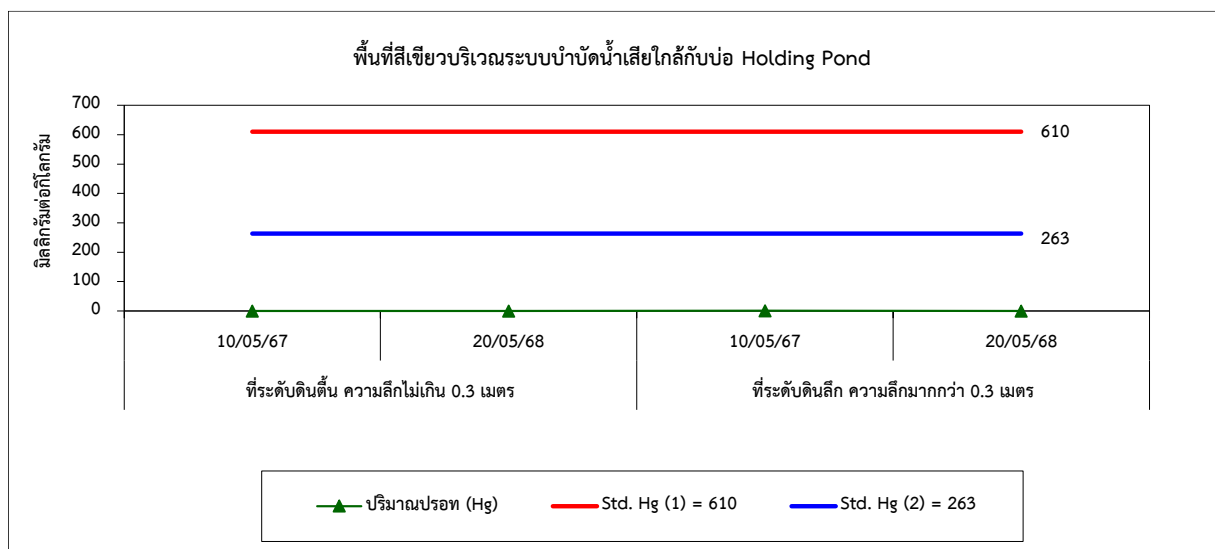 พื้นที่สีเขียวบริเวณระบบบำบัดน้ำเสียใกล้กับบ่อ Holding Pond
มิลลิกรัมต่อกิโลกรัม
700
600
500
400
300
200
100
0
610
263
10/05/67 20/05/68 10/05/67 20/05/68
ที่ระดับดินตื้น ความลึกไม่เกิน 0.3 เมตร ที่ระดับดินลึก ความลึกมากกว่า 0.3 เมตร
ปริมาณปรอท (Hg) Std. Hg (1) = 610 Std. Hg (2) = 263